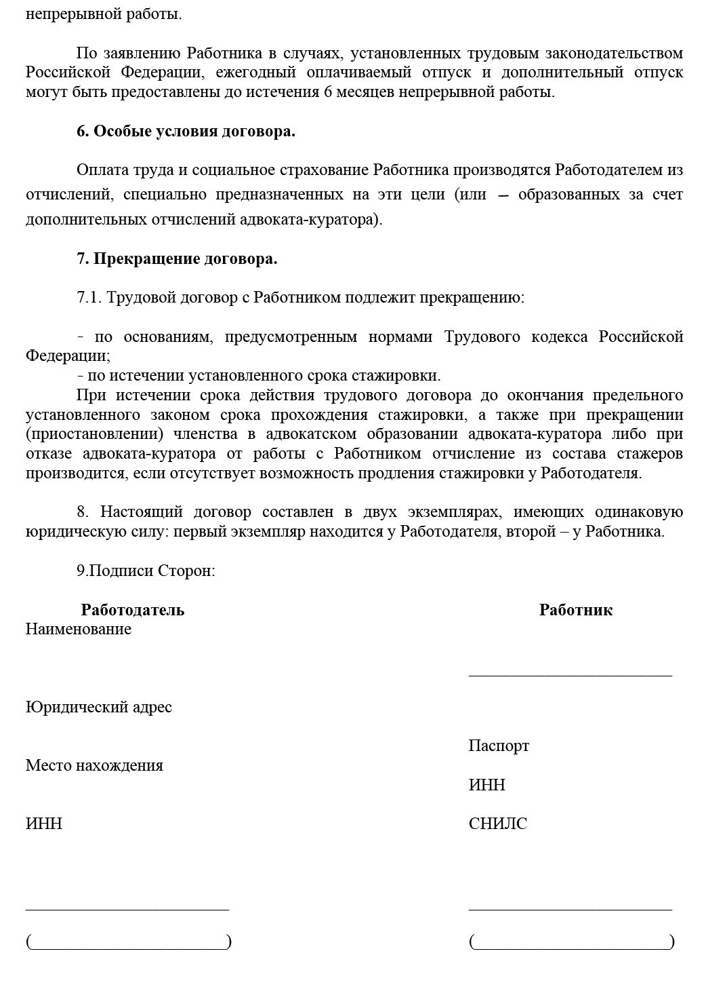 непрерывной работы.
По заявлению Работника в случаях, установленных трудовым законодательством
Российской Федерации, ежегодный оплачиваемый отпуск и дополнительный отпуск
могут быть предоставлены до истечения 6 месяцев непрерывной работы.
6. Особые условия договора.
Оплата труда и социальное страхование Работника производятся Работодателем из
отчислений, специально предназначенных на эти цели (или – образованных за счет
дополнительных отчислений адвоката-куратора).
7. Прекращение договора.
7.1. Трудовой договор с Работником подлежит прекращению:
- по основаниям, предусмотренным нормами Трудового кодекса Российской
Федерации;
- по истечении установленного срока стажировки.
При истечении срока действия трудового договора до окончания предельного
установленного законом срока прохождения стажировки, а также при прекращении
(приостановлении) членства в адвокатском образовании адвоката-куратора либо при
отказе адвоката-куратора от работы с Работником отчисление из состава стажеров
производится, если отсутствует возможность продления стажировки у Работодателя.
8. Настоящий договор составлен в двух экземплярах, имеющих одинаковую
юридическую силу: первый экземпляр находится у Работодателя, второй – у Работника.
9.Подписи Сторон:
Работодатель Работник
Наименование
________________________
Юридический адрес
Паспорт
Место нахождения
ИНН
ИНН СНИЛС
________________________ ________________________
(_______________________) (_______________________)